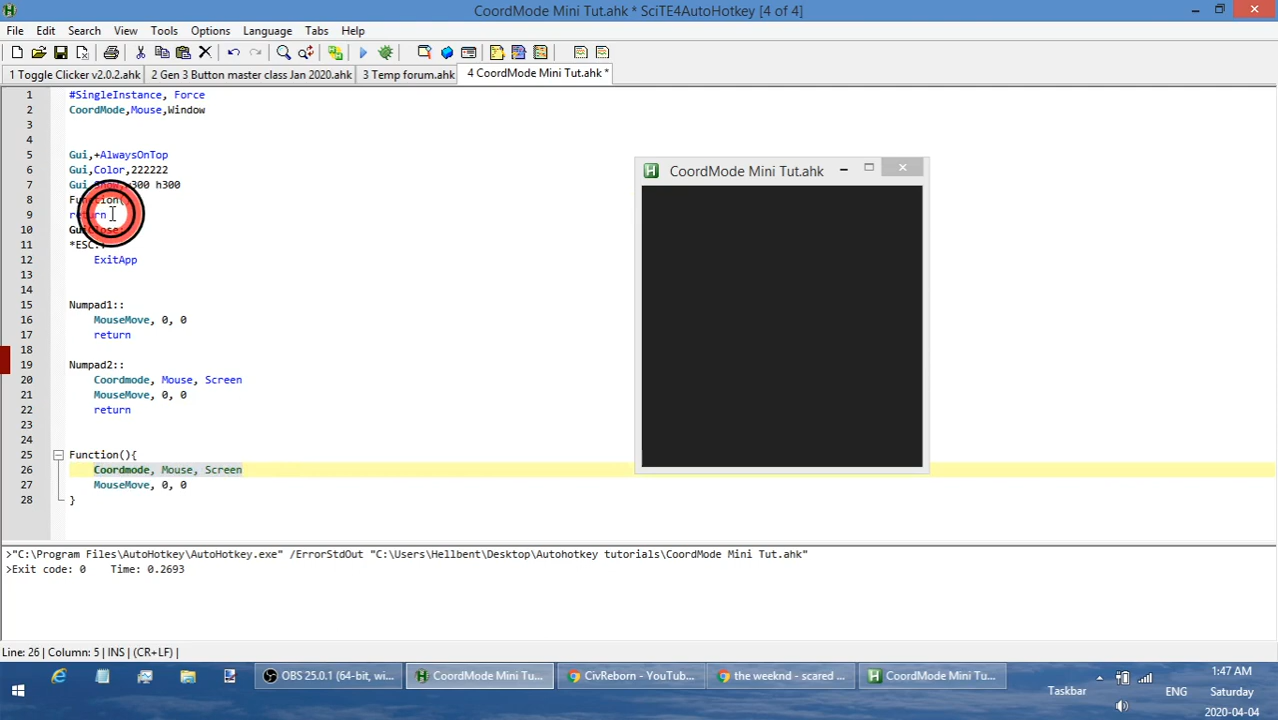 CoordMode Mini Tut.ahk * SciTE4AutoHotkey [4 of 4]
File Edit Search View Tools Options Language Tabs Help
1 Toggle Clicker v2.0.2.ahk 2 Gen 3 Button master class Jan 2020.ahk 3 Temp forum.ahk 4 CoordMode Mini Tut.ahk *
1 #SingleInstance, Force
2 CoordMode,Mouse,Window
3
4
5 Gui,+AlwaysOnTop
6 Gui,Color,222222
7 Gui,Show,w300 h300
8 Function()
9 return
10 GuiClose:
11 *ESC::
12 ExitApp
13
14
15 Numpad1::
16 MouseMove, 0, 0
17 return
18
19 Numpad2::
20 Coordmode, Mouse, Screen
21 MouseMove, 0, 0
22 return
23
24
25 Function(){
26 Coordmode, Mouse, Screen
27 MouseMove, 0, 0
28 }
CoordMode Mini Tut.ahk
>"C:\Program Files\AutoHotkey\AutoHotkey.exe" /ErrorStdOut "C:\Users\Hellbent\Desktop\Autohotkey tutorials\CoordMode Mini Tut.ahk"
>Exit code: 0 Time: 0.2693
Line: 26 | Column: 5 | INS | (CR+LF) |
OBS 25.0.1 (64-bit, wi... CoordMode Mini Tu... CivReborn - YouTub... the weeknd - scared ... CoordMode Mini Tu...
Taskbar
ENG
1:47 AM
Saturday
2020-04-04